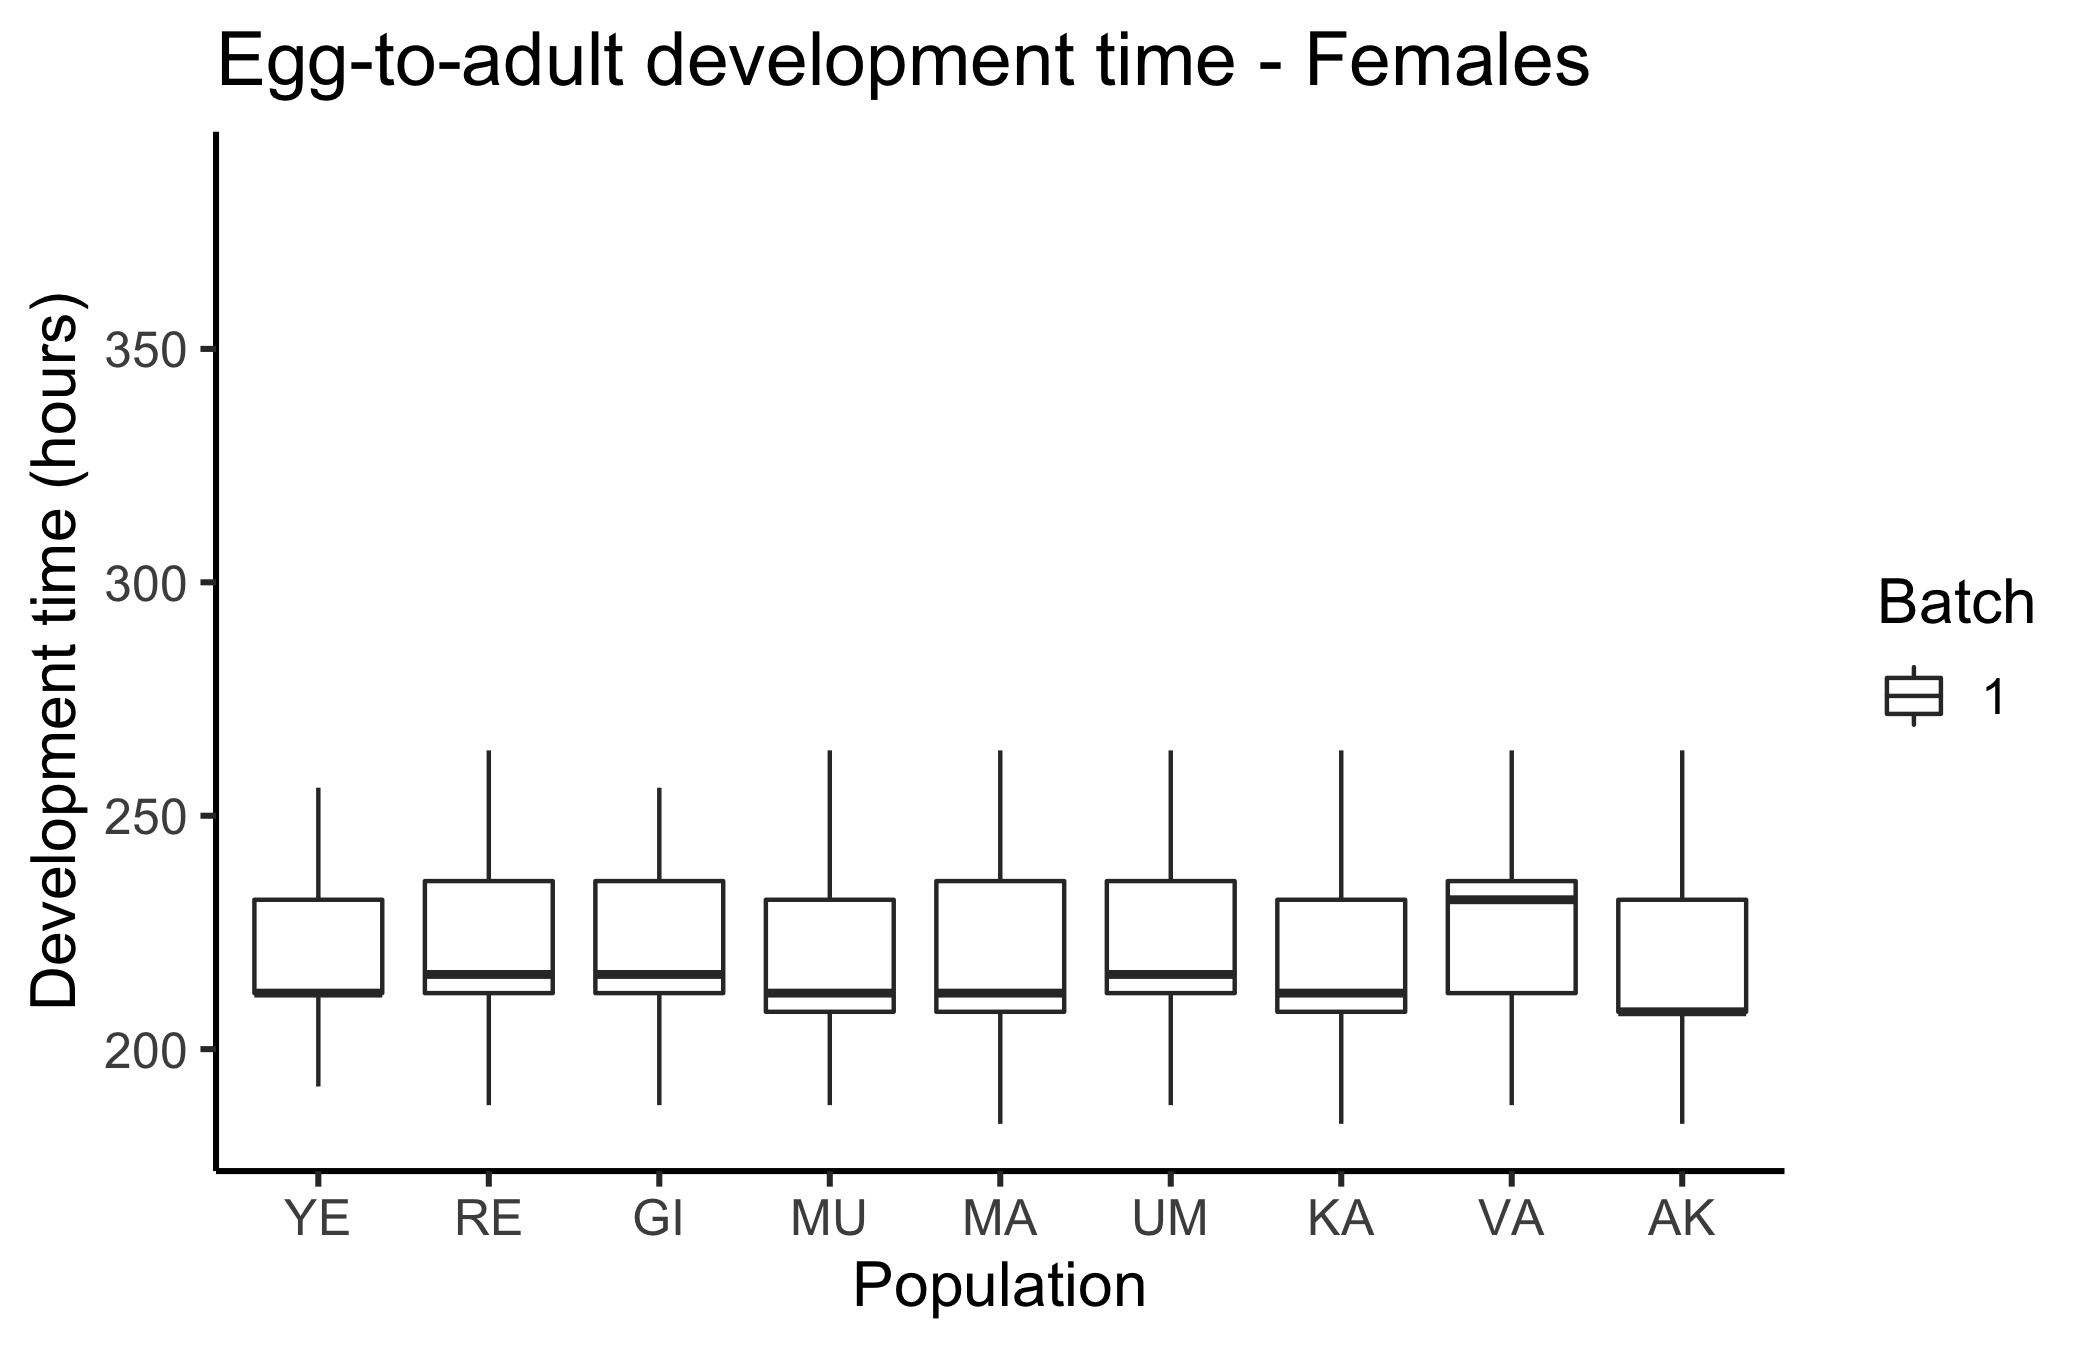 Egg-to-adult development time - Females
Development time (hours)
350
300
250
200
YE RE GI MU MA UM KA VA AK
Population
Batch
1